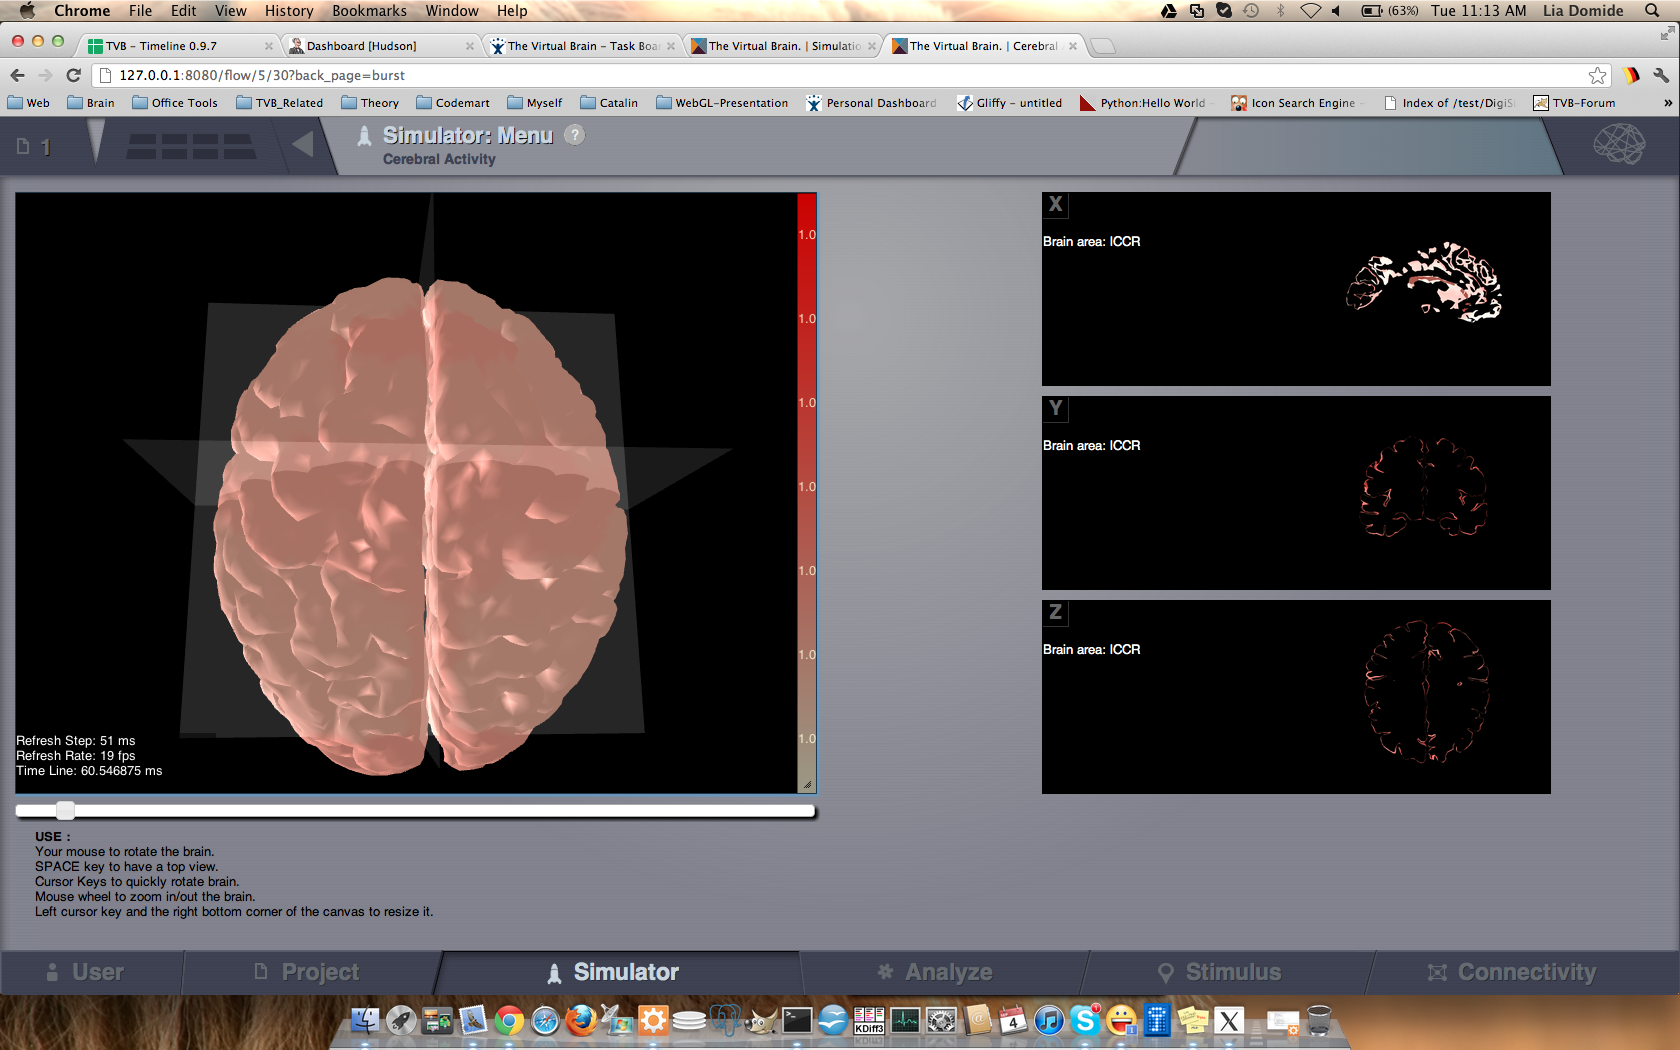 Chrome File Edit View History Bookmarks Window Help (63%) Tue 11:13 AM Lia Domide
TVB - Timeline 0.9.7 Dashboard [Hudson] The Virtual Brain - Task Boar The Virtual Brain. | Simulatio The Virtual Brain. | Cerebral
127.0.0.1:8080/flow/5/30?back_page=burst
Web Brain Office Tools TVB_Related Theory Codemart Myself Catalin WebGL-Presentation Personal Dashboard Gliffy - untitled Python:Hello World Icon Search Engine Index of /test/DigiS TVB-Forum »
1 Simulator: Menu ?
Cerebral Activity
X
Brain area: lCCR
1.0
1.0
1.0
1.0
1.0
1.0
1.0
Y
Brain area: lCCR
Z
Brain area: lCCR
Refresh Step: 51 ms
Refresh Rate: 19 fps
Time Line: 60.546875 ms
USE :
Your mouse to rotate the brain.
SPACE key to have a top view.
Cursor Keys to quickly rotate brain.
Mouse wheel to zoom in/out the brain.
Left cursor key and the right bottom corner of the canvas to resize it.
User Project Simulator Analyze Stimulus Connectivity
KDiff3 4 1 X